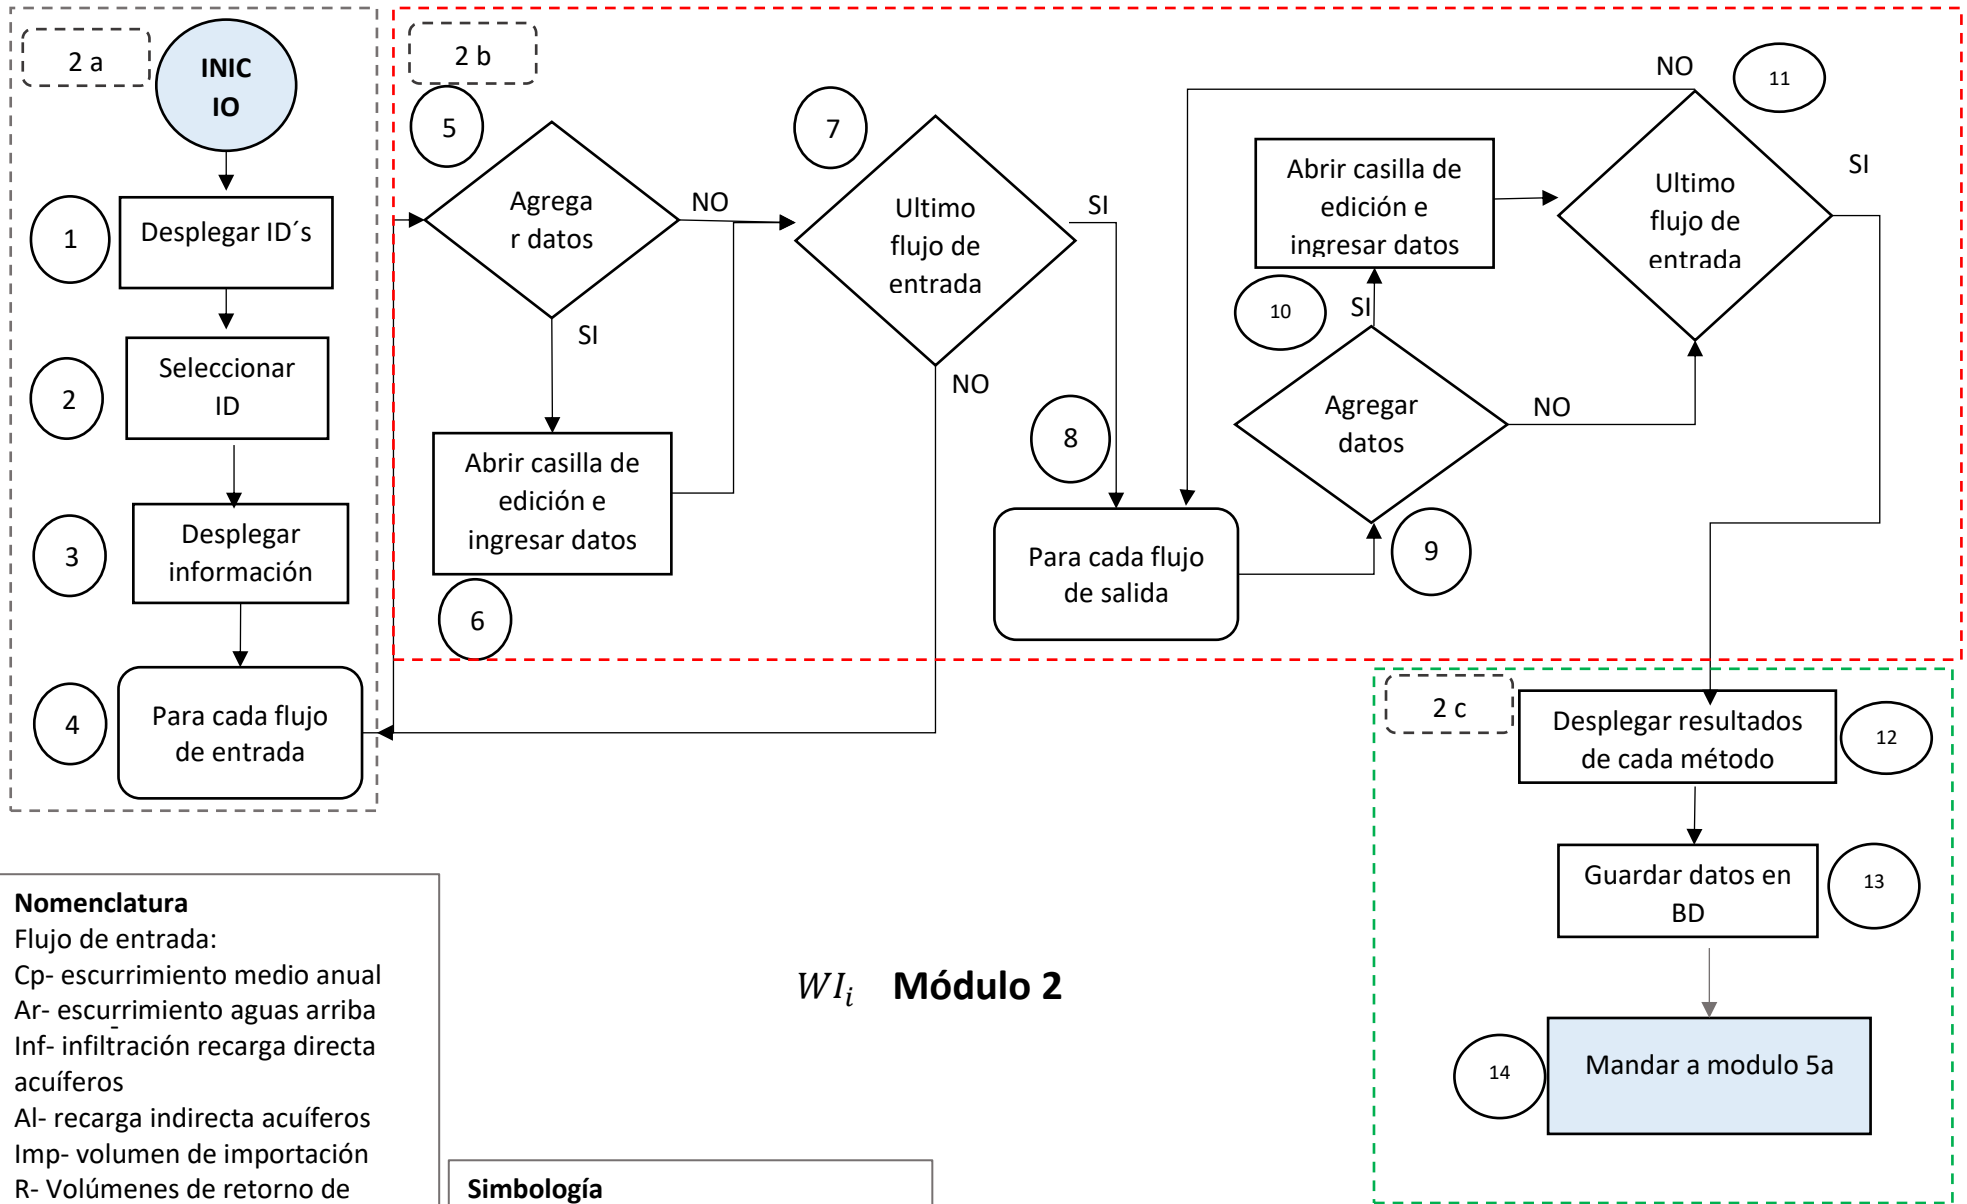 2 a
INIC
IO
1
Desplegar ID´s
2
Seleccionar
ID
3
Desplegar
información
4
Para cada flujo
de entrada
2 b
5
Agrega
r datos
NO
SI
Abrir casilla de
edición e
ingresar datos
6
7
Ultimo
flujo de
entrada
SI
NO
8
Para cada flujo
de salida
9
Agregar
datos
NO
SI
10
Abrir casilla de
edición e
ingresar datos
11
NO
Ultimo
flujo de
entrada
SI
2 c
Desplegar resultados
de cada método
12
Guardar datos en
BD
13
Mandar a modulo 5a
14
WIi Módulo 2
Nomenclatura
Flujo de entrada:
Cp- escurrimiento medio anual
Ar- escurrimiento aguas arriba
Inf- infiltración recarga directa
acuíferos
Al- recarga indirecta acuíferos
Imp- volumen de importación
R- Volúmenes de retorno de
Simbología